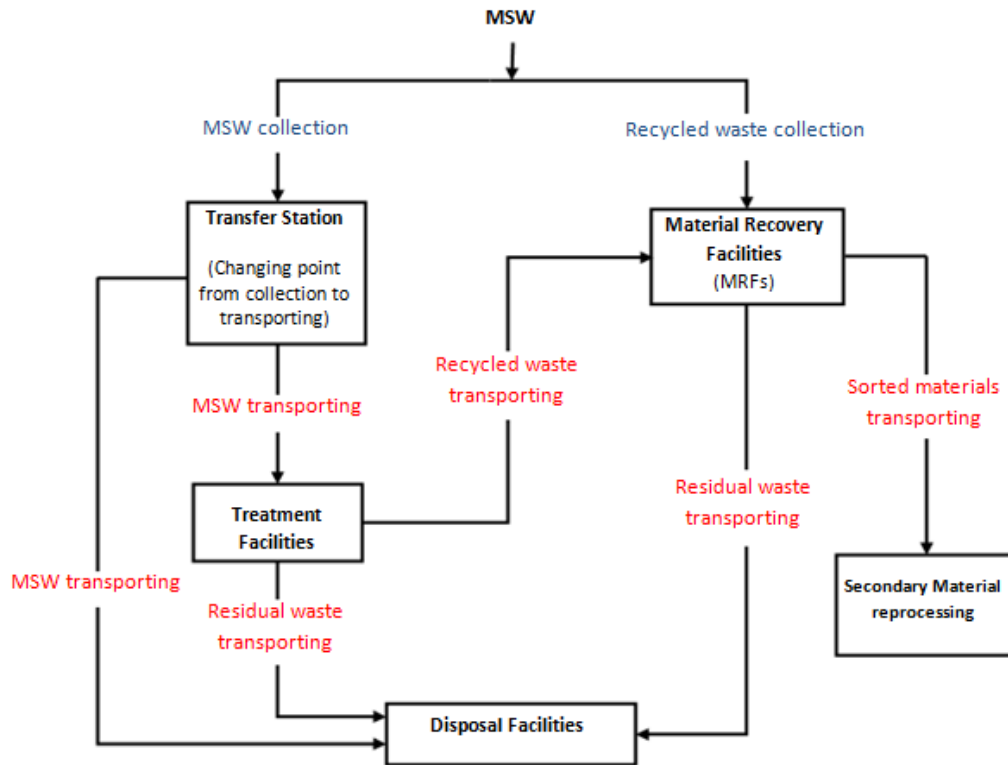 MSW
MSW collection
Recycled waste collection
Transfer Station
(Changing point
from collection to
transporting)
Material Recovery
Facilities
(MRFs)
Recycled waste
transporting
MSW transporting
Sorted materials
transporting
Residual waste
transporting
Treatment
Facilities
MSW transporting
Residual waste
transporting
Secondary Material
reprocessing
Disposal Facilities